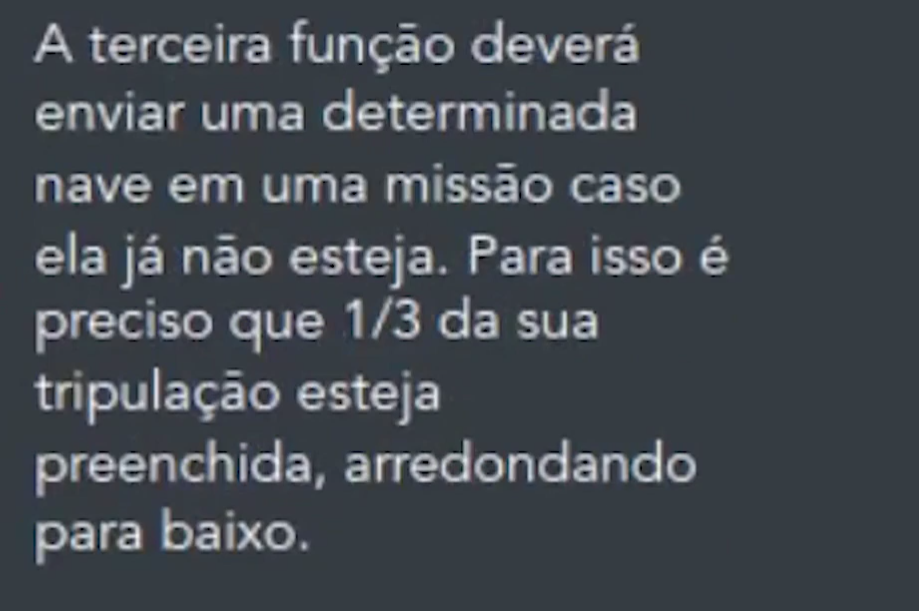 A terceira função deverá
enviar uma determinada
nave em uma missão caso
ela já não esteja. Para isso é
preciso que 1/3 da sua
tripulação esteja
preenchida, arredondando
para baixo.